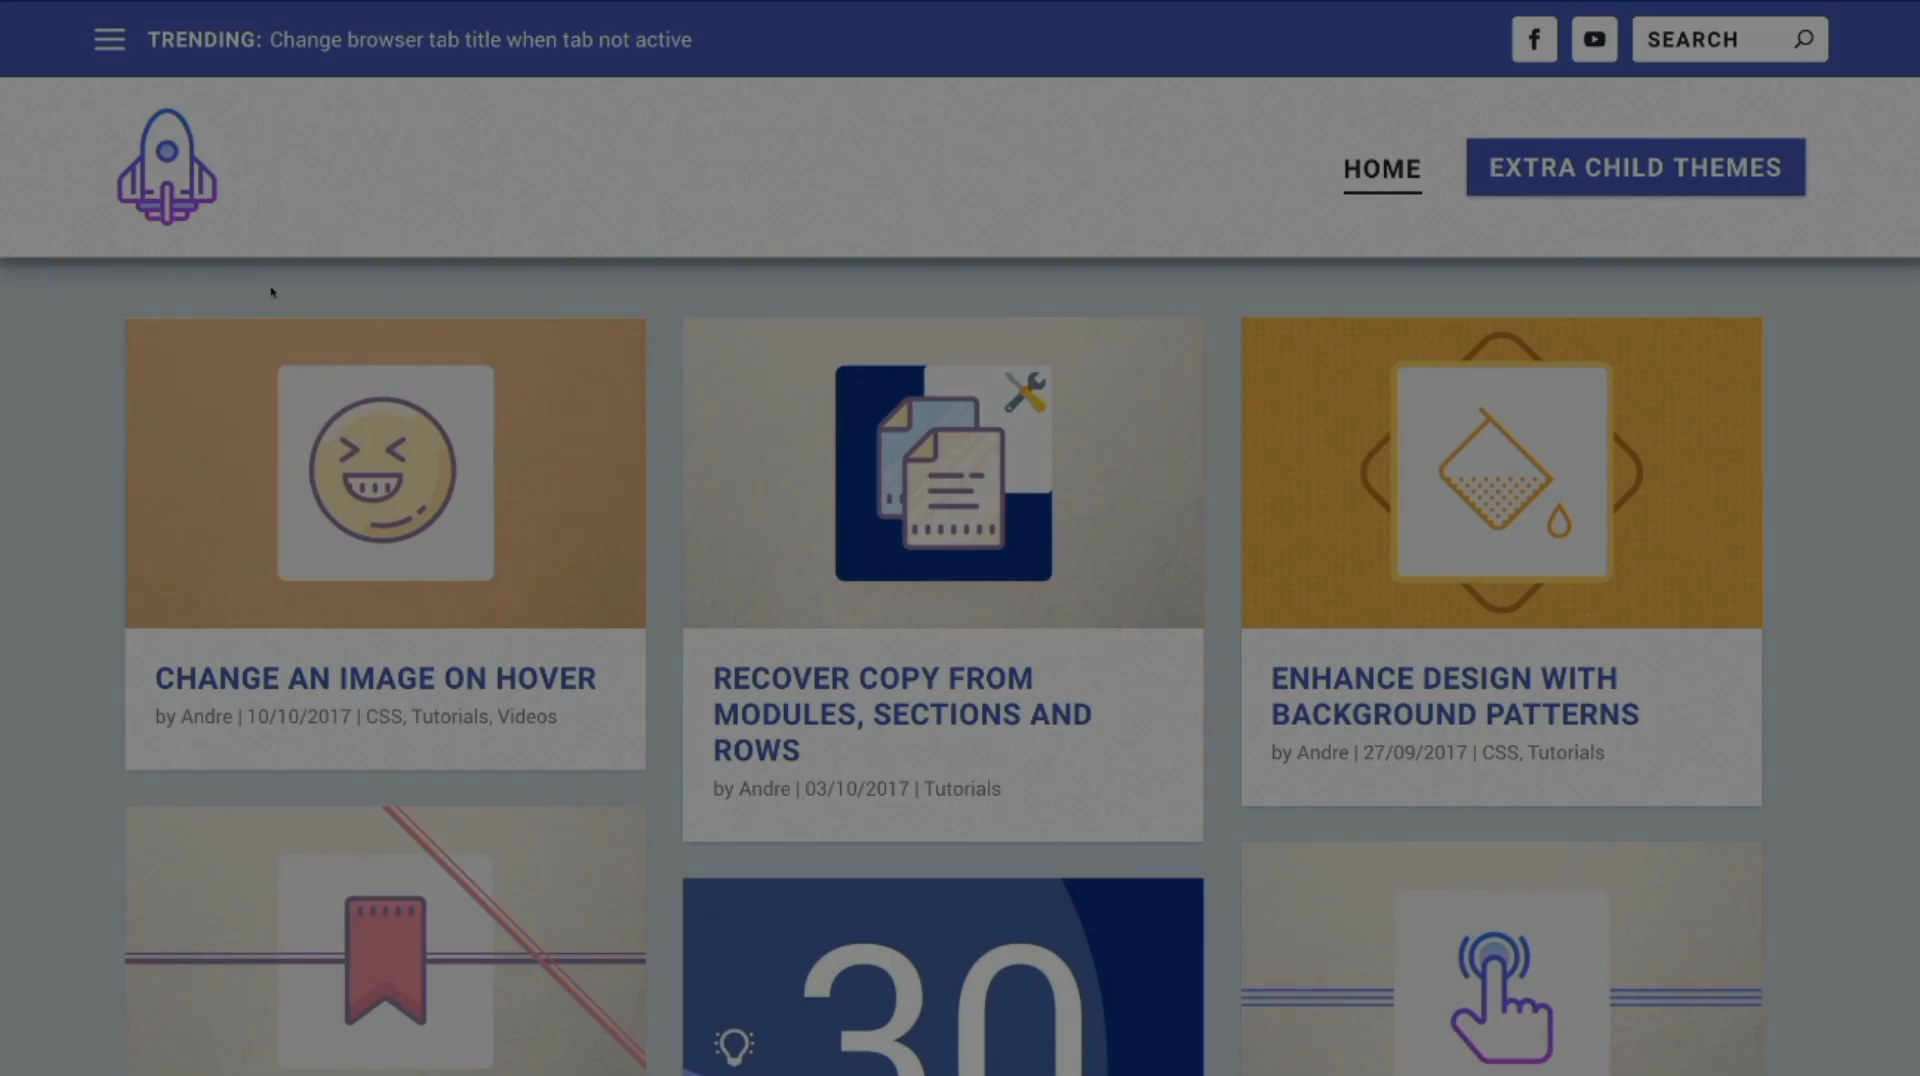 TRENDING: Change browser tab title when tab not active
SEARCH
HOME
EXTRA CHILD THEMES
CHANGE AN IMAGE ON HOVER
by Andre | 10/10/2017 | CSS, Tutorials, Videos
RECOVER COPY FROM
MODULES, SECTIONS AND
ROWS
by Andre | 03/10/2017 | Tutorials
ENHANCE DESIGN WITH
BACKGROUND PATTERNS
by Andre | 27/09/2017 | CSS, Tutorials
30